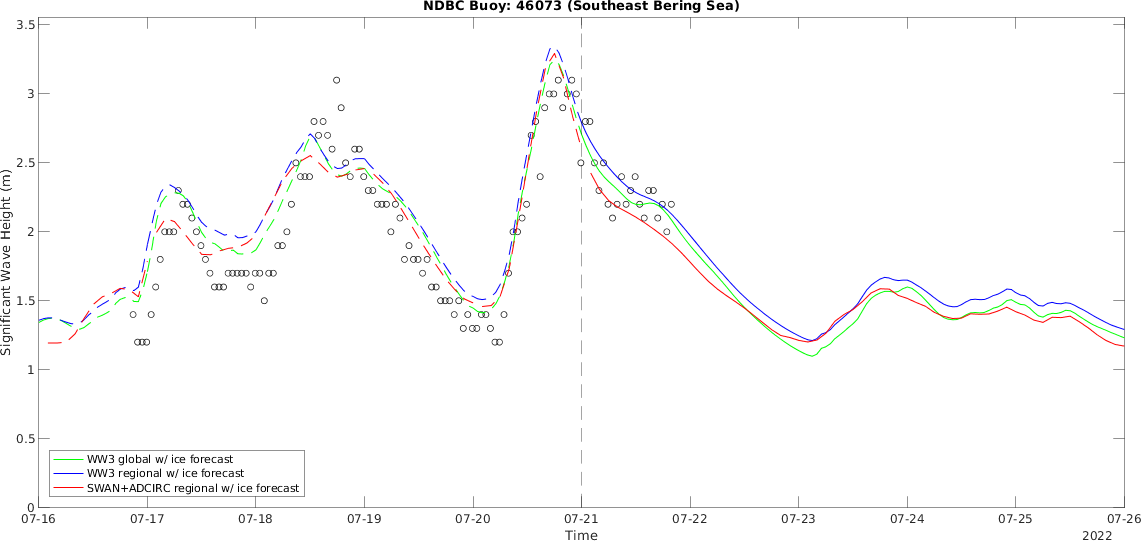 NDBC Buoy: 46073 (Southeast Bering Sea)
3.5
3
2.5
2
1.5
1
0.5
0
Significant Wave Height (m)
WW3 global w/ ice forecast
WW3 regional w/ ice forecast
SWAN+ADCIRC regional w/ ice forecast
07-16 07-17 07-18 07-19 07-20 07-21 07-22 07-23 07-24 07-25 07-26
Time
2022